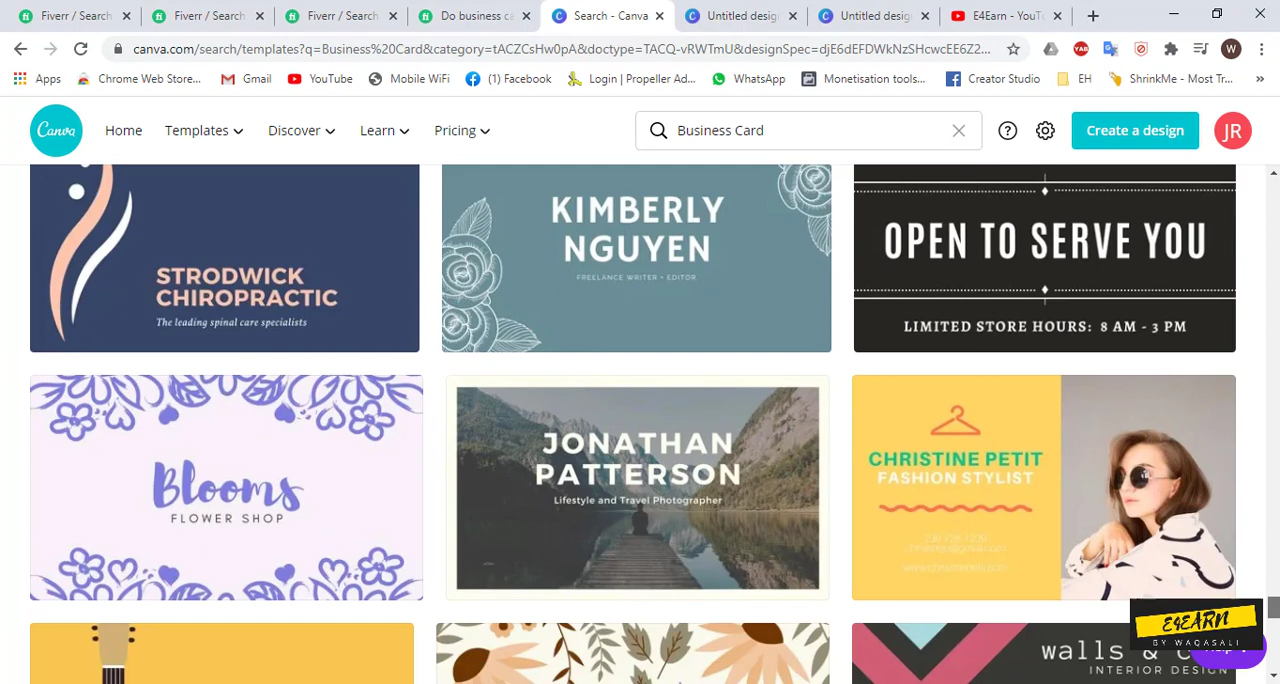 Fiverr / Search
Fiverr / Search
Fiverr / Search
Do business ca
Search - Canva
Untitled desig
Untitled desig
E4Earn - YouTu
canva.com/search/templates?q=Business%20Card&category=tACZCsHw0pA&doctype=TACQ-vRWTmU&designSpec=djE6dEFDWkNzSHcwcEE6Z2...
W
Apps
Chrome Web Store...
Gmail
YouTube
Mobile WiFi
(1) Facebook
Login | Propeller Ad...
WhatsApp
Monetisation tools...
Creator Studio
EH
ShrinkMe - Most Tr...
»
Canva
Home
Templates
Discover
Learn
Pricing
Business Card
Create a design
JR
STRODWICK
CHIROPRACTIC
The leading spinal care specialists
KIMBERLY
NGUYEN
FREELANCE WRITER • EDITOR
OPEN TO SERVE YOU
LIMITED STORE HOURS: 8 AM - 3 PM
Blooms
FLOWER SHOP
JONATHAN
PATTERSON
Lifestyle and Travel Photographer
CHRISTINE PETIT
FASHION STYLIST
walls & c
INTERIOR DESIGN
E4EARN
BY WAQASALI